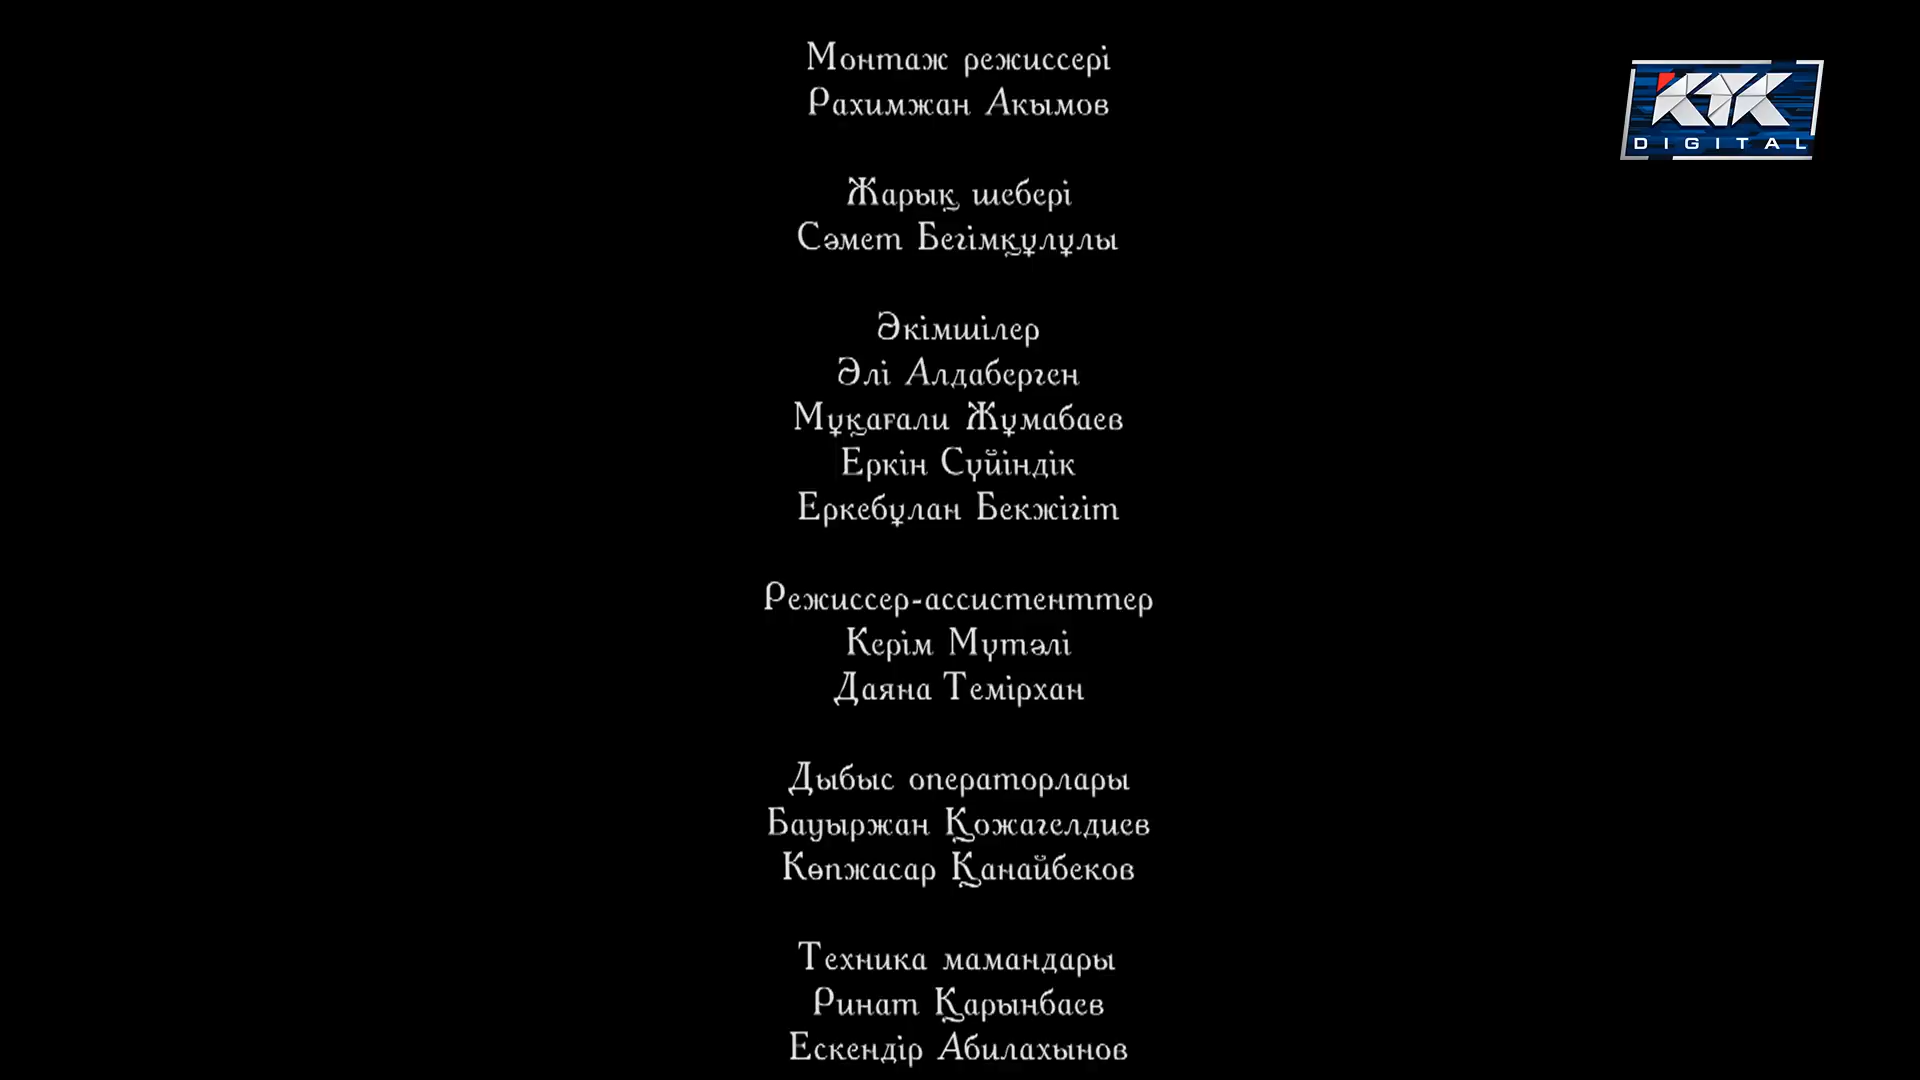 Монтаж режиссері
Рахимжан Акымов
Жарық шебері
Сәмет Бегімқұлұлы
Әкімшілер
Әлі Алдаберген
Мұқағали Жұмабаев
Еркін Сүйіндік
Еркебұлан Бекжігіт
Режиссер-ассистенттер
Керім Мүтәлі
Даяна Темірхан
Дыбыс операторлары
Бауыржан Қожагелдиев
Көпжасар Қанайбеков
Техника мамандары
Ринат Қарынбаев
Ескендір Абилахынов
КТК
DIGITAL